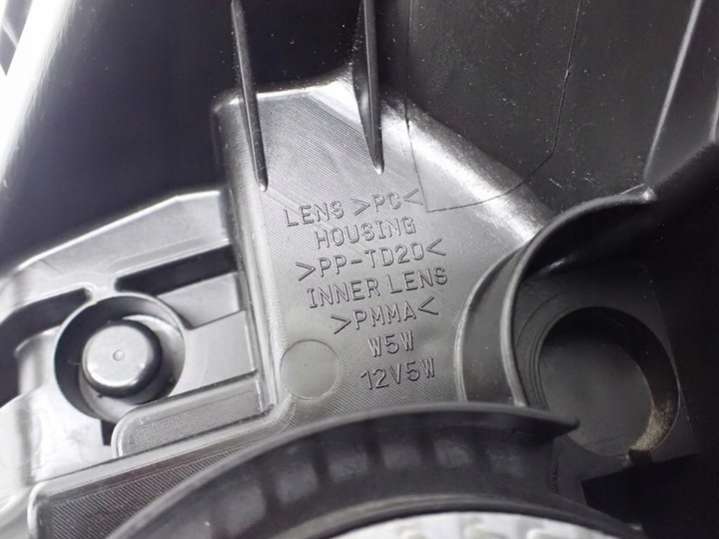 LENS >PC<
HOUSING
>PP-TD20<
INNER LENS
>PMMA<
W5W
12V5W